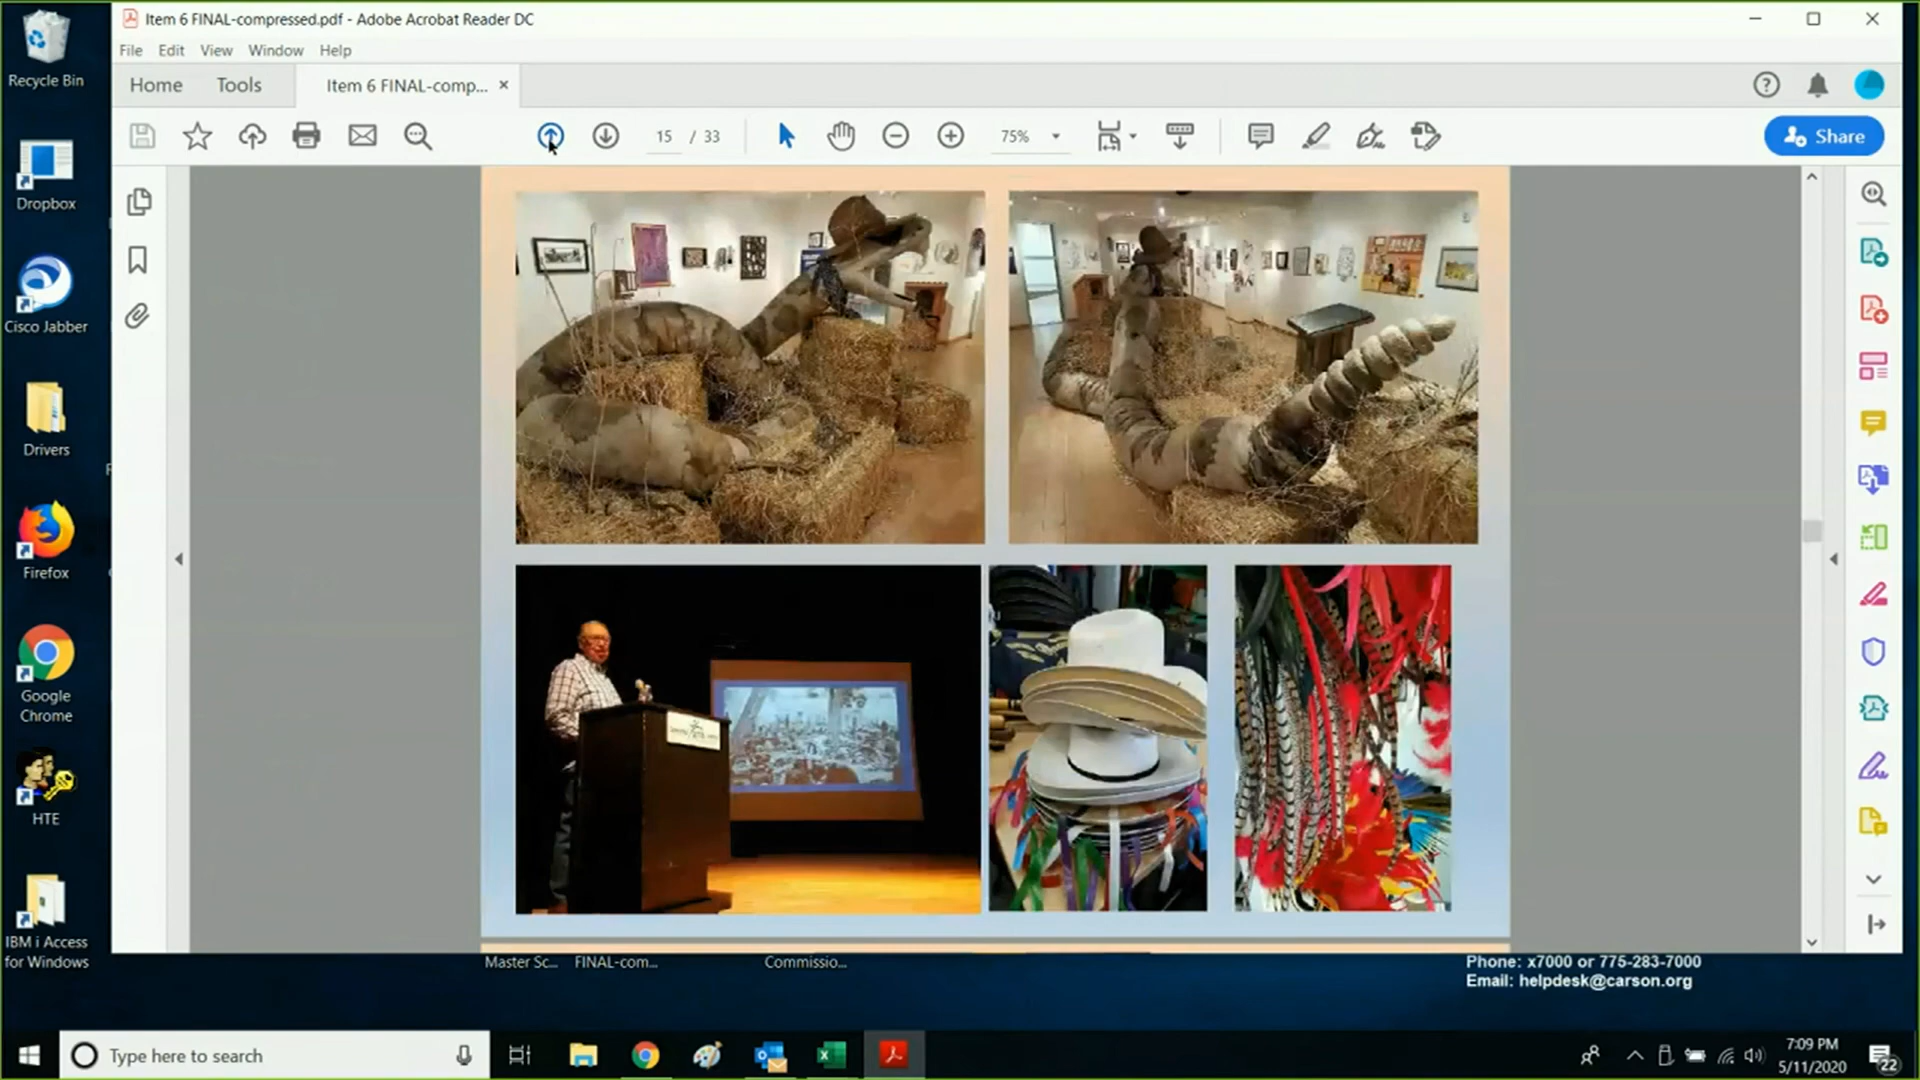 Item 6 FINAL-compressed.pdf - Adobe Acrobat Reader DC
File Edit View Window Help
Home Tools Item 6 FINAL-comp...
15 / 33
75%
Share
Recycle Bin
Dropbox
Cisco Jabber
Drivers
Firefox
Google
Chrome
HTE
IBM i Access
for Windows
Master Sc... FINAL-com... Commissio...
Phone: x7000 or 775-283-7000
Email: helpdesk@carson.org
Type here to search
7:09 PM
5/11/2020
22